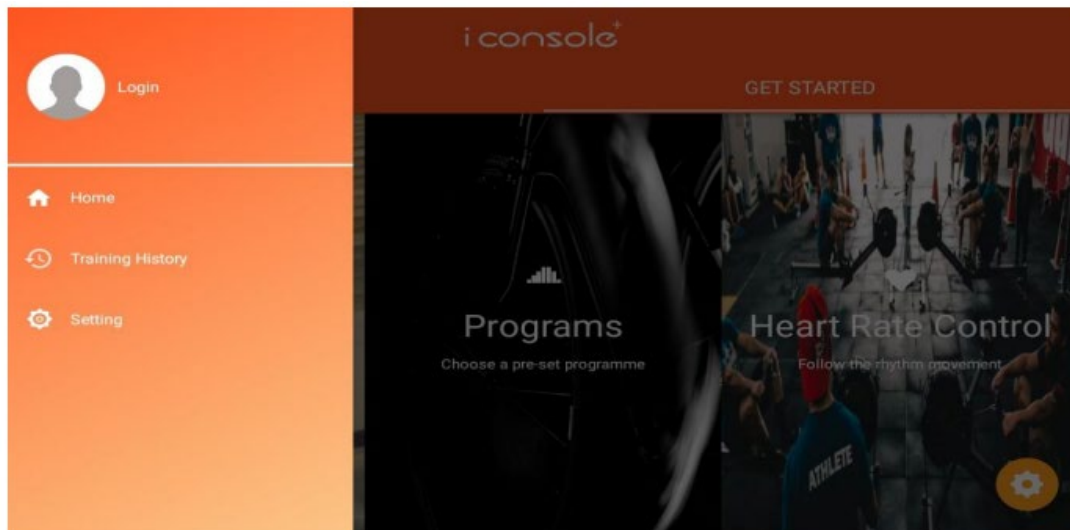 Login
Home
Training History
Setting
i console+
GET STARTED
Programs
Choose a pre-set programme
Heart Rate Control
Follow the rhythm movement
ATHLETE